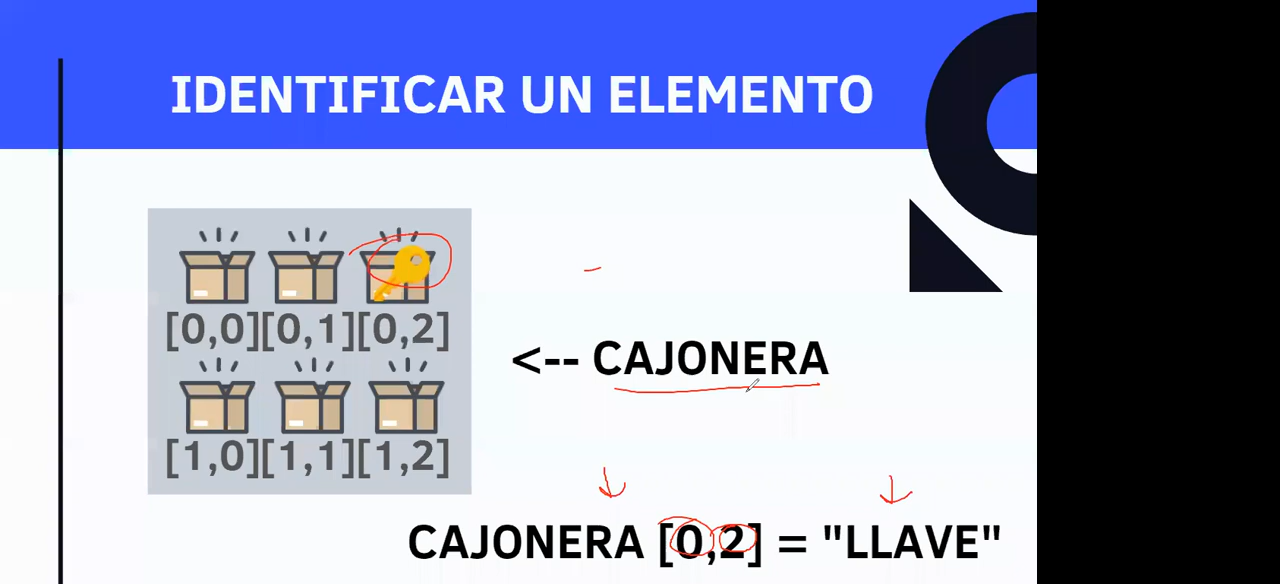 IDENTIFICAR UN ELEMENTO
[0,0][0,1][0,2]
<-- CAJONERA
[1,0][1,1][1,2]
CAJONERA [0,2] = "LLAVE"